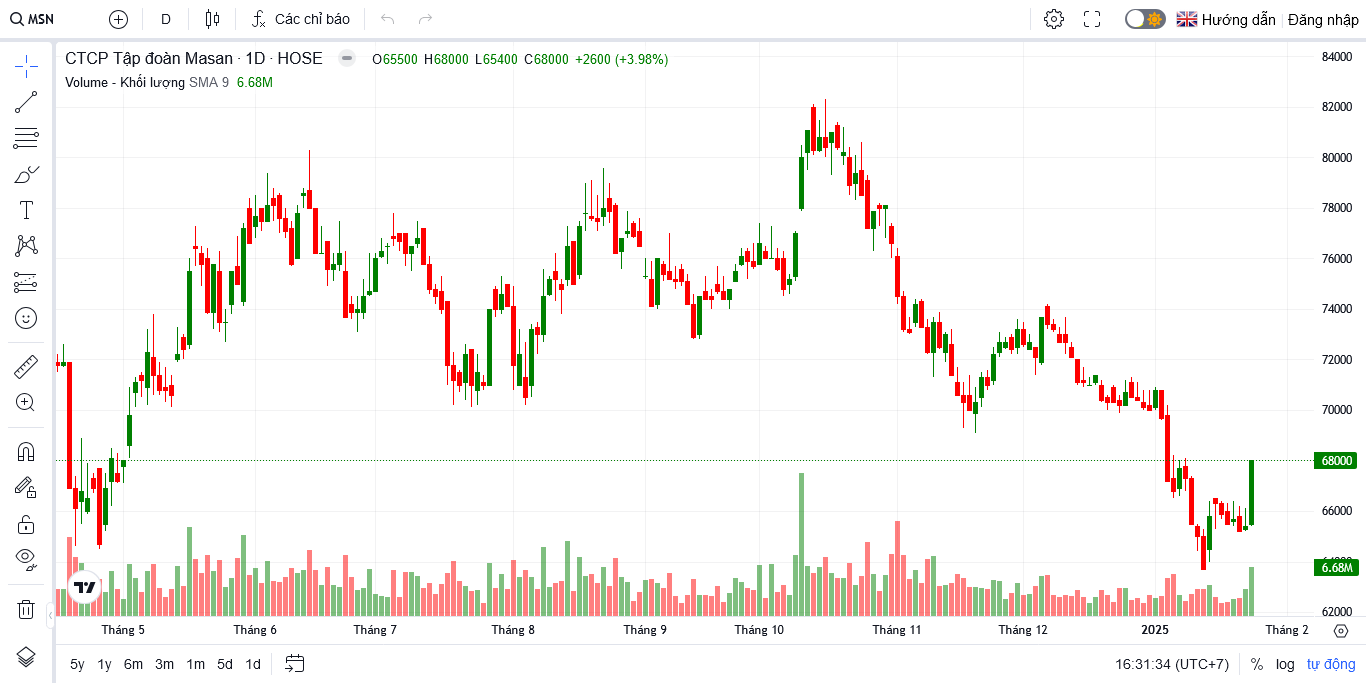 MSN
D
Các chỉ báo
Hướng dẫn
Đăng nhập
CTCP Tập đoàn Masan · 1D · HOSE
O65500 H68000 L65400 C68000 +2600 (+3.98%)
Volume - Khối lượng SMA 9 6.68M
84000
82000
80000
78000
76000
74000
72000
70000
68000
66000
6.68M
62000
Tháng 5
Tháng 6
Tháng 7
Tháng 8
Tháng 9
Tháng 10
Tháng 11
Tháng 12
2025
Tháng 2
5y 1y 6m 3m 1m 5d 1d
16:31:34 (UTC+7)
% log tự động